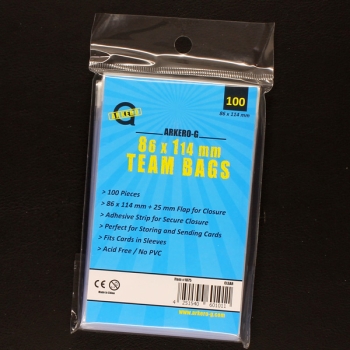 100
86 x 114 mm
ARKERO
ARKERO-G
86 x 114 mm
TEAM BAGS
> 100 Pieces
> 86 x 114 mm + 25 mm Flap for Closure
> Adhesive Strip for Secure Closure
> Perfect for Storing and Sending Cards
> Fits Cards in Sleeves
> Acid Free / No PVC
CE
www.arkero-g.com